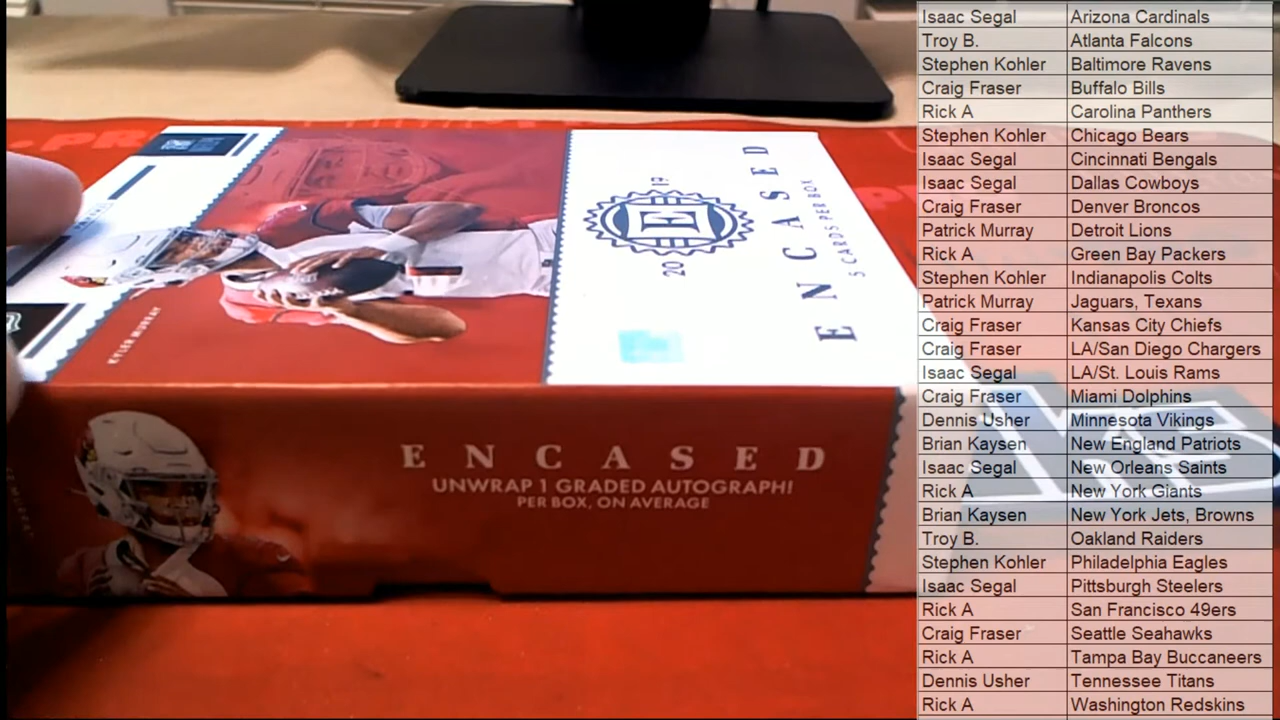 20 19
E
ENCASED
5 CARDS PER BOX
KYLER MURRAY
ENCASED
UNWRAP 1 GRADED AUTOGRAPH!
PER BOX, ON AVERAGE
Isaac Segal Arizona Cardinals
Troy B. Atlanta Falcons
Stephen Kohler Baltimore Ravens
Craig Fraser Buffalo Bills
Rick A Carolina Panthers
Stephen Kohler Chicago Bears
Isaac Segal Cincinnati Bengals
Isaac Segal Dallas Cowboys
Craig Fraser Denver Broncos
Patrick Murray Detroit Lions
Rick A Green Bay Packers
Stephen Kohler Indianapolis Colts
Patrick Murray Jaguars, Texans
Craig Fraser Kansas City Chiefs
Craig Fraser LA/San Diego Chargers
Isaac Segal LA/St. Louis Rams
Craig Fraser Miami Dolphins
Dennis Usher Minnesota Vikings
Brian Kaysen New England Patriots
Isaac Segal New Orleans Saints
Rick A New York Giants
Brian Kaysen New York Jets, Browns
Troy B. Oakland Raiders
Stephen Kohler Philadelphia Eagles
Isaac Segal Pittsburgh Steelers
Rick A San Francisco 49ers
Craig Fraser Seattle Seahawks
Rick A Tampa Bay Buccaneers
Dennis Usher Tennessee Titans
Rick A Washington Redskins